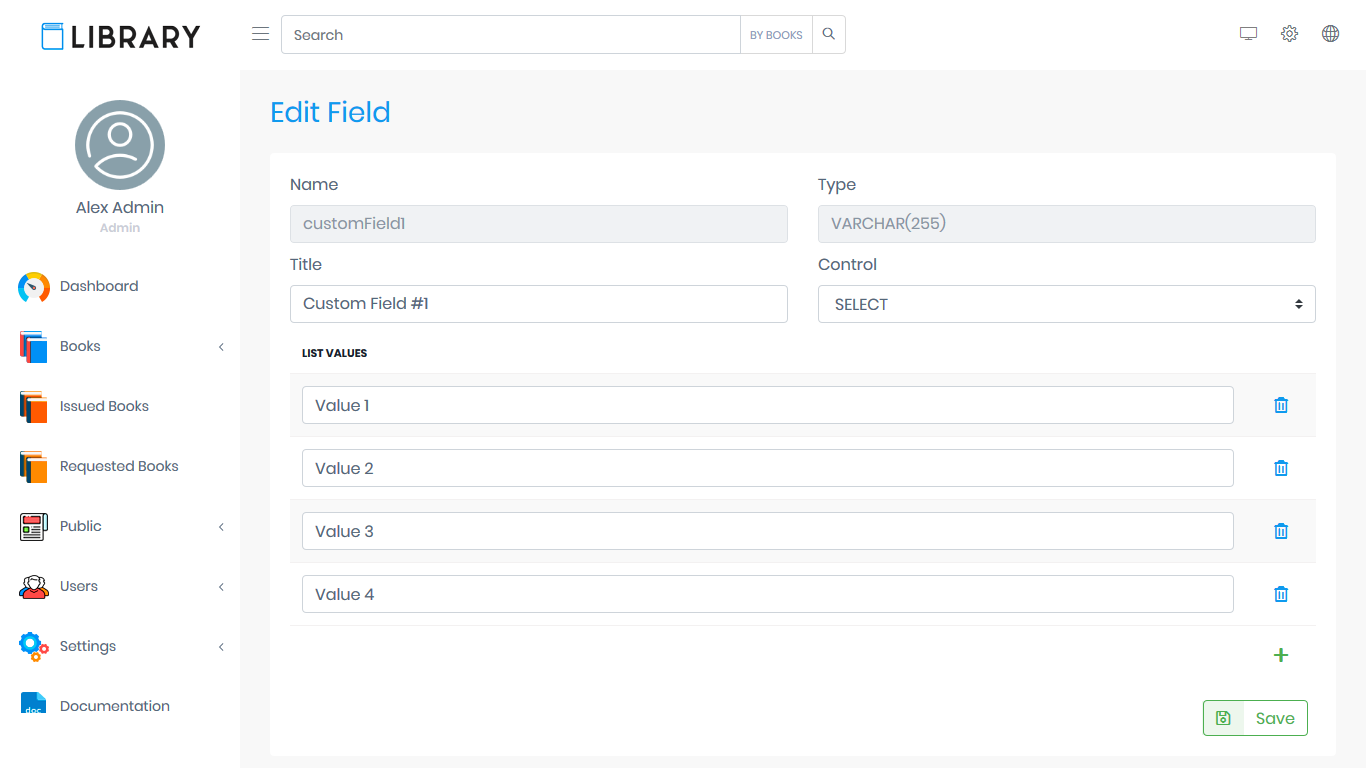 LIBRARY
Search
BY BOOKS
Alex Admin
Admin
Dashboard
Books
Issued Books
Requested Books
Public
Users
Settings
doc
Documentation
Edit Field
Name
Type
customField1
VARCHAR(255)
Title
Control
Custom Field #1
SELECT
LIST VALUES
Value 1
Value 2
Value 3
Value 4
Save